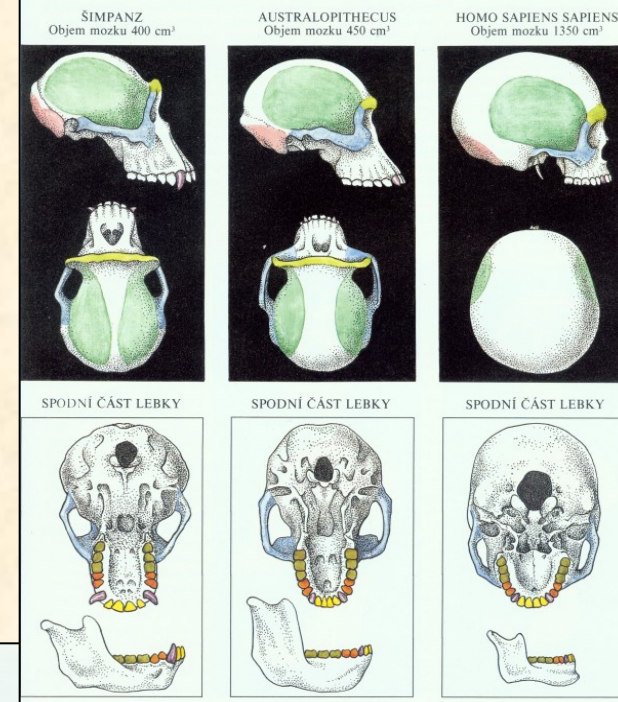 ŠIMPANZ
Objem mozku 400 cm³
AUSTRALOPITHECUS
Objem mozku 450 cm³
HOMO SAPIENS SAPIENS
Objem mozku 1350 cm³
SPODNÍ ČÁST LEBKY
SPODNÍ ČÁST LEBKY
SPODNÍ ČÁST LEBKY